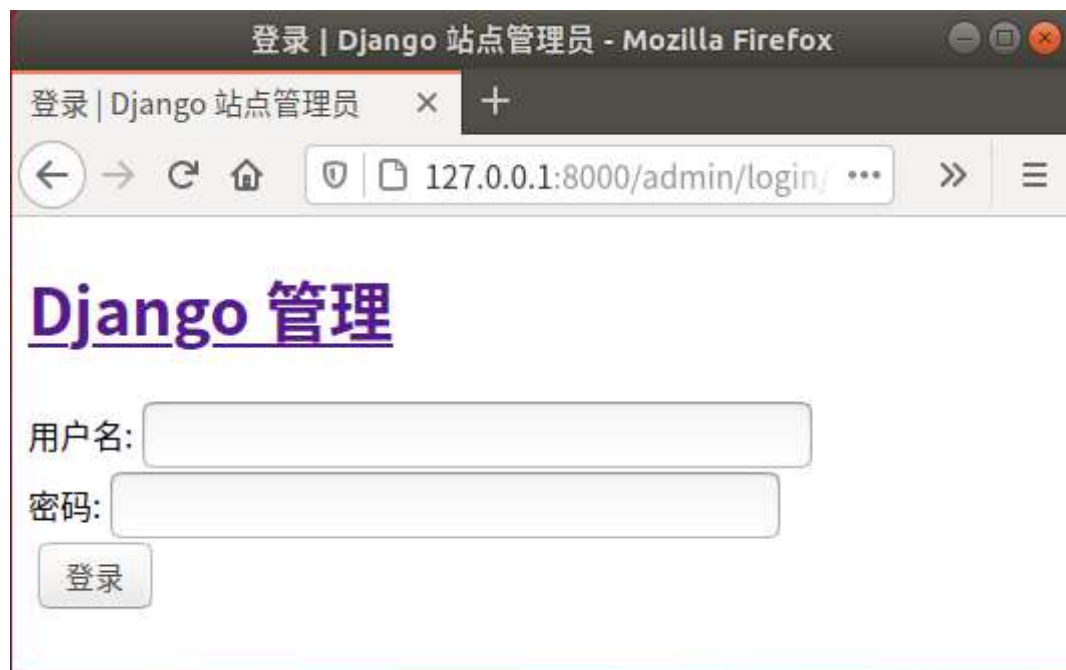 登录 | Django 站点管理员 - Mozilla Firefox
登录 | Django 站点管理员
127.0.0.1:8000/admin/login/
Django 管理
用户名:
密码:
登录